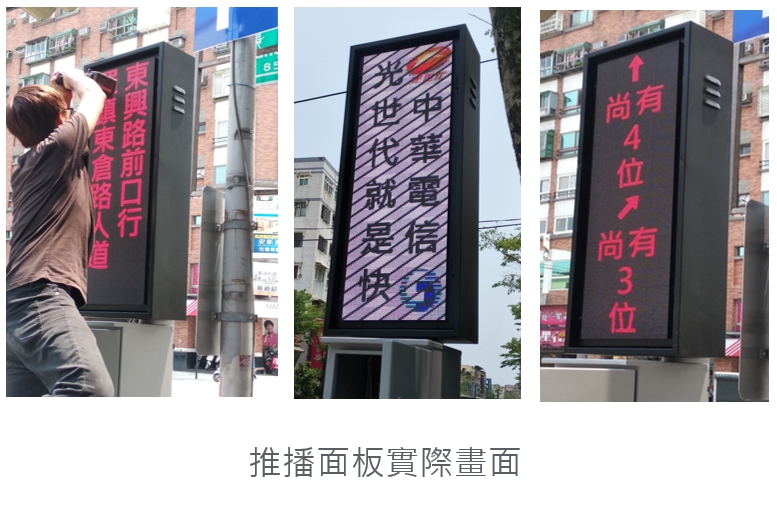 東興路前口行
頭東倉路人道
中華電信
光世代就是快
↑
尚有
4
位
↗
尚有
3
位
推播面板實際畫面